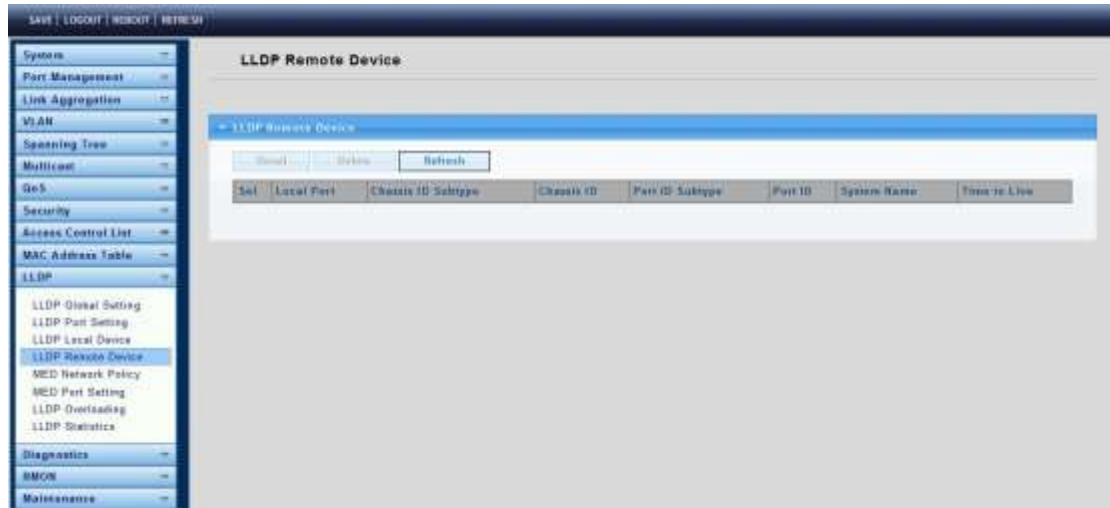 SAVE | LOGOUT | REBOOT | REFRESH
System
Port Management
Link Aggregation
VLAN
Spanning Tree
Multicast
QoS
Security
Access Control List
MAC Address Table
LLDP
LLDP Global Setting
LLDP Port Setting
LLDP Local Device
LLDP Remote Device
MED Network Policy
MED Port Setting
LLDP Overloading
LLDP Statistics
Diagnostics
RMON
Maintenance
LLDP Remote Device
LLDP Remote Device
Detail Delete Refresh
Sel Local Port Chassis ID Subtype Chassis ID Port ID Subtype Port ID System Name Time to Live